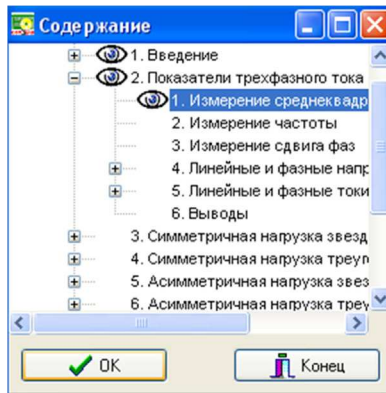 Содержание
1. Введение
2. Показатели трехфазного тока
1. Измерение среднеквадр
2. Измерение частоты
3. Измерение сдвига фаз
4. Линейные и фазные напр
5. Линейные и фазные токи
6. Выводы
3. Симметричная нагрузка звезд
4. Симметричная нагрузка треуг
5. Асимметричная нагрузка звез
6. Асимметричная нагрузка треу
OK
Конец